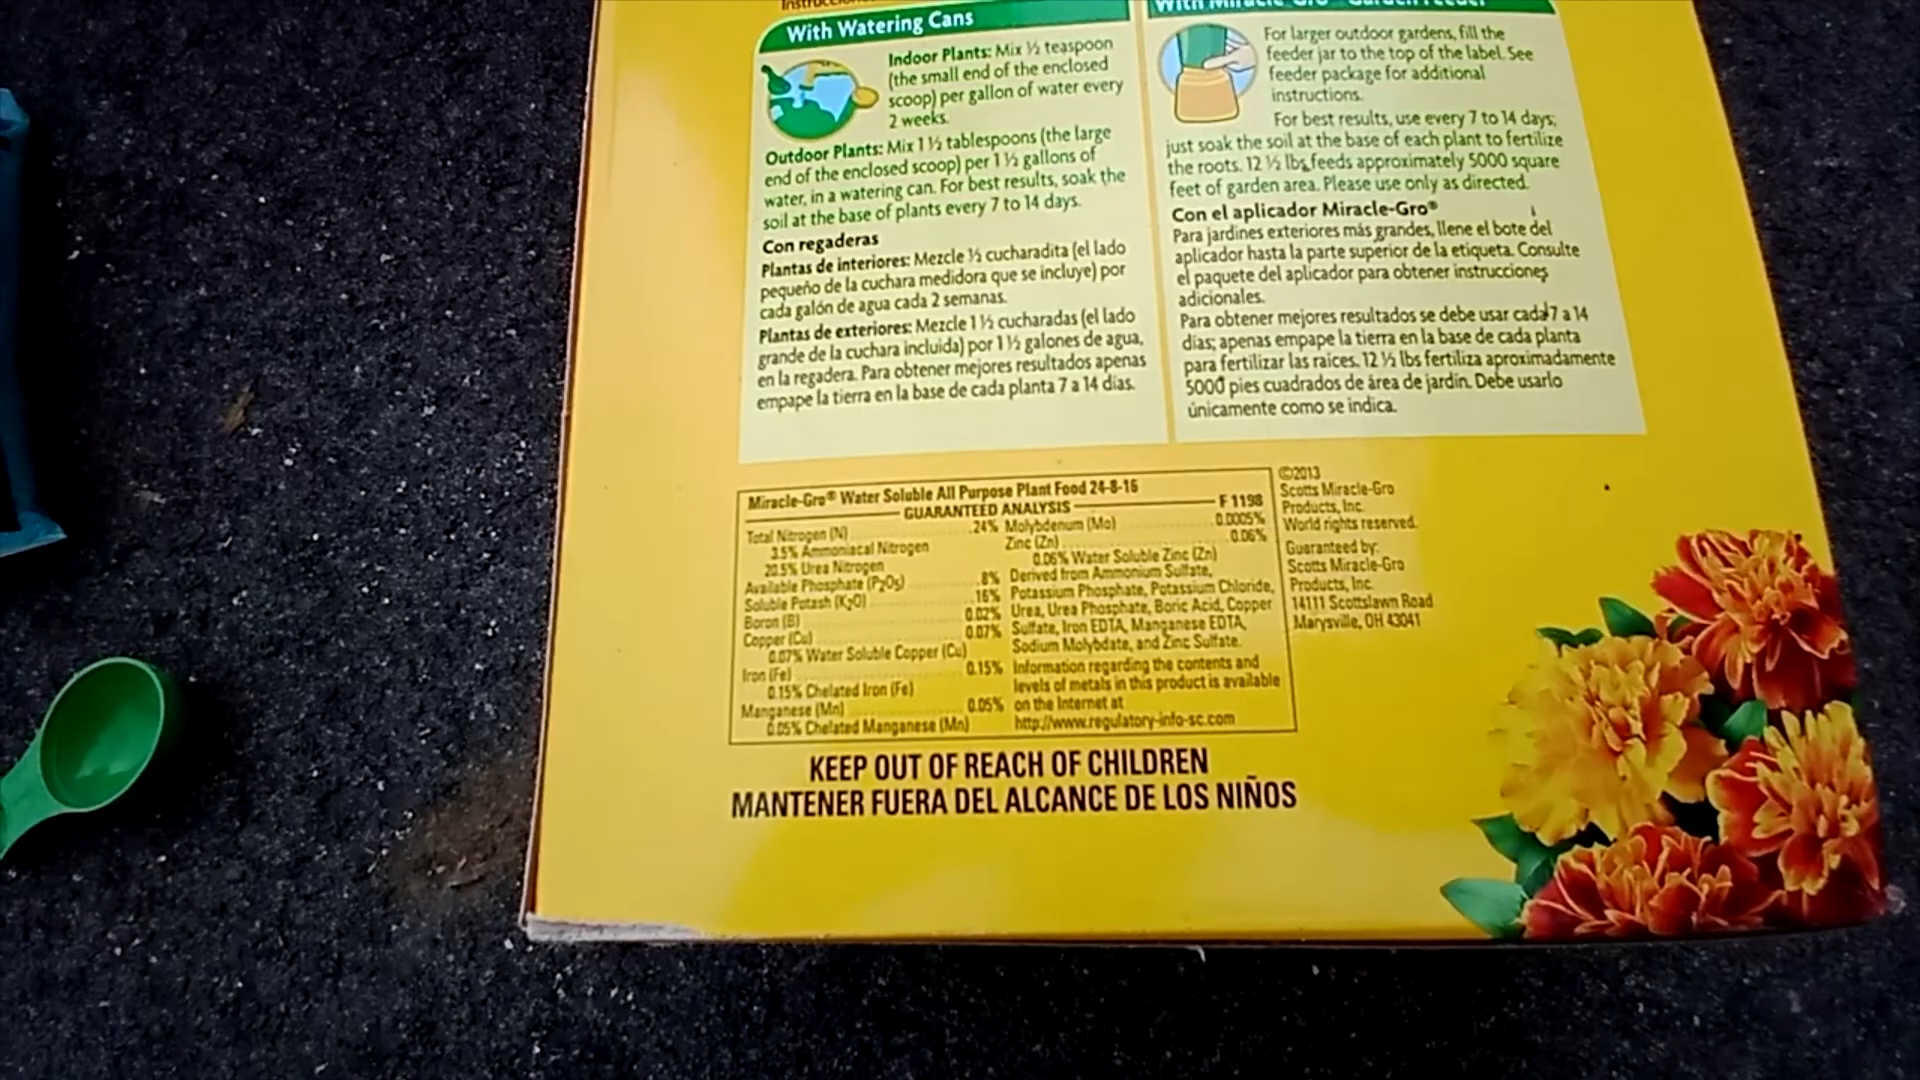 With Watering Cans
Indoor Plants: Mix ½ teaspoon
(the small end of the enclosed
scoop) per gallon of water every
2 weeks.
Outdoor Plants: Mix 1 ½ tablespoons (the large
end of the enclosed scoop) per 1 ½ gallons of
water, in a watering can. For best results, soak the
soil at the base of plants every 7 to 14 days.
Con regaderas
Plantas de interiores: Mezcle ½ cucharadita (el lado
pequeño de la cuchara medidora que se incluye) por
cada galón de agua cada 2 semanas.
Plantas de exteriores: Mezcle 1 ½ cucharadas (el lado
grande de la cuchara incluida) por 1 ½ galones de agua,
en la regadera. Para obtener mejores resultados apenas
empape la tierra en la base de cada planta 7 a 14 días.
With Miracle-Gro® Garden Feeder
For larger outdoor gardens, fill the
feeder jar to the top of the label. See
feeder package for additional
instructions.
For best results, use every 7 to 14 days;
just soak the soil at the base of each plant to fertilize
the roots. 12 ½ lbs feeds approximately 5000 square
feet of garden area. Please use only as directed.
Con el aplicador Miracle-Gro®
Para jardines exteriores más grandes, llene el bote del
aplicador hasta la parte superior de la etiqueta. Consulte
el paquete del aplicador para obtener instrucciones
adicionales.
Para obtener mejores resultados se debe usar cada 7 a 14
días; apenas empape la tierra en la base de cada planta
para fertilizar las raíces. 12 ½ lbs fertiliza aproximadamente
5000 pies cuadrados de área de jardín. Debe usarlo
únicamente como se indica.
Miracle-Gro® Water Soluble All Purpose Plant Food 24-8-16
GUARANTEED ANALYSIS F1198
Total Nitrogen (N) 24%
3.5% Ammoniacal Nitrogen
20.5% Urea Nitrogen
Available Phosphate (P₂O₅) 8%
Soluble Potash (K₂O) 16%
Boron (B) 0.02%
Copper (Cu) 0.07%
0.07% Water Soluble Copper (Cu)
Iron (Fe) 0.15%
0.15% Chelated Iron (Fe)
Manganese (Mn) 0.05%
0.05% Chelated Manganese (Mn)
Molybdenum (Mo) 0.0005%
Zinc (Zn) 0.06%
0.06% Water Soluble Zinc (Zn)
Derived from Ammonium Sulfate,
Potassium Phosphate, Potassium Chloride,
Urea, Urea Phosphate, Boric Acid, Copper
Sulfate, Iron EDTA, Manganese EDTA,
Sodium Molybdate, and Zinc Sulfate.
Information regarding the contents and
levels of metals in this product is available
on the Internet at
http://www.regulatory-info-sc.com
©2013
Scotts Miracle-Gro
Products, Inc.
World rights reserved.
Guaranteed by:
Scotts Miracle-Gro
Products, Inc.
14111 Scottslawn Road
Marysville, OH 43041
KEEP OUT OF REACH OF CHILDREN
MANTENER FUERA DEL ALCANCE DE LOS NIÑOS